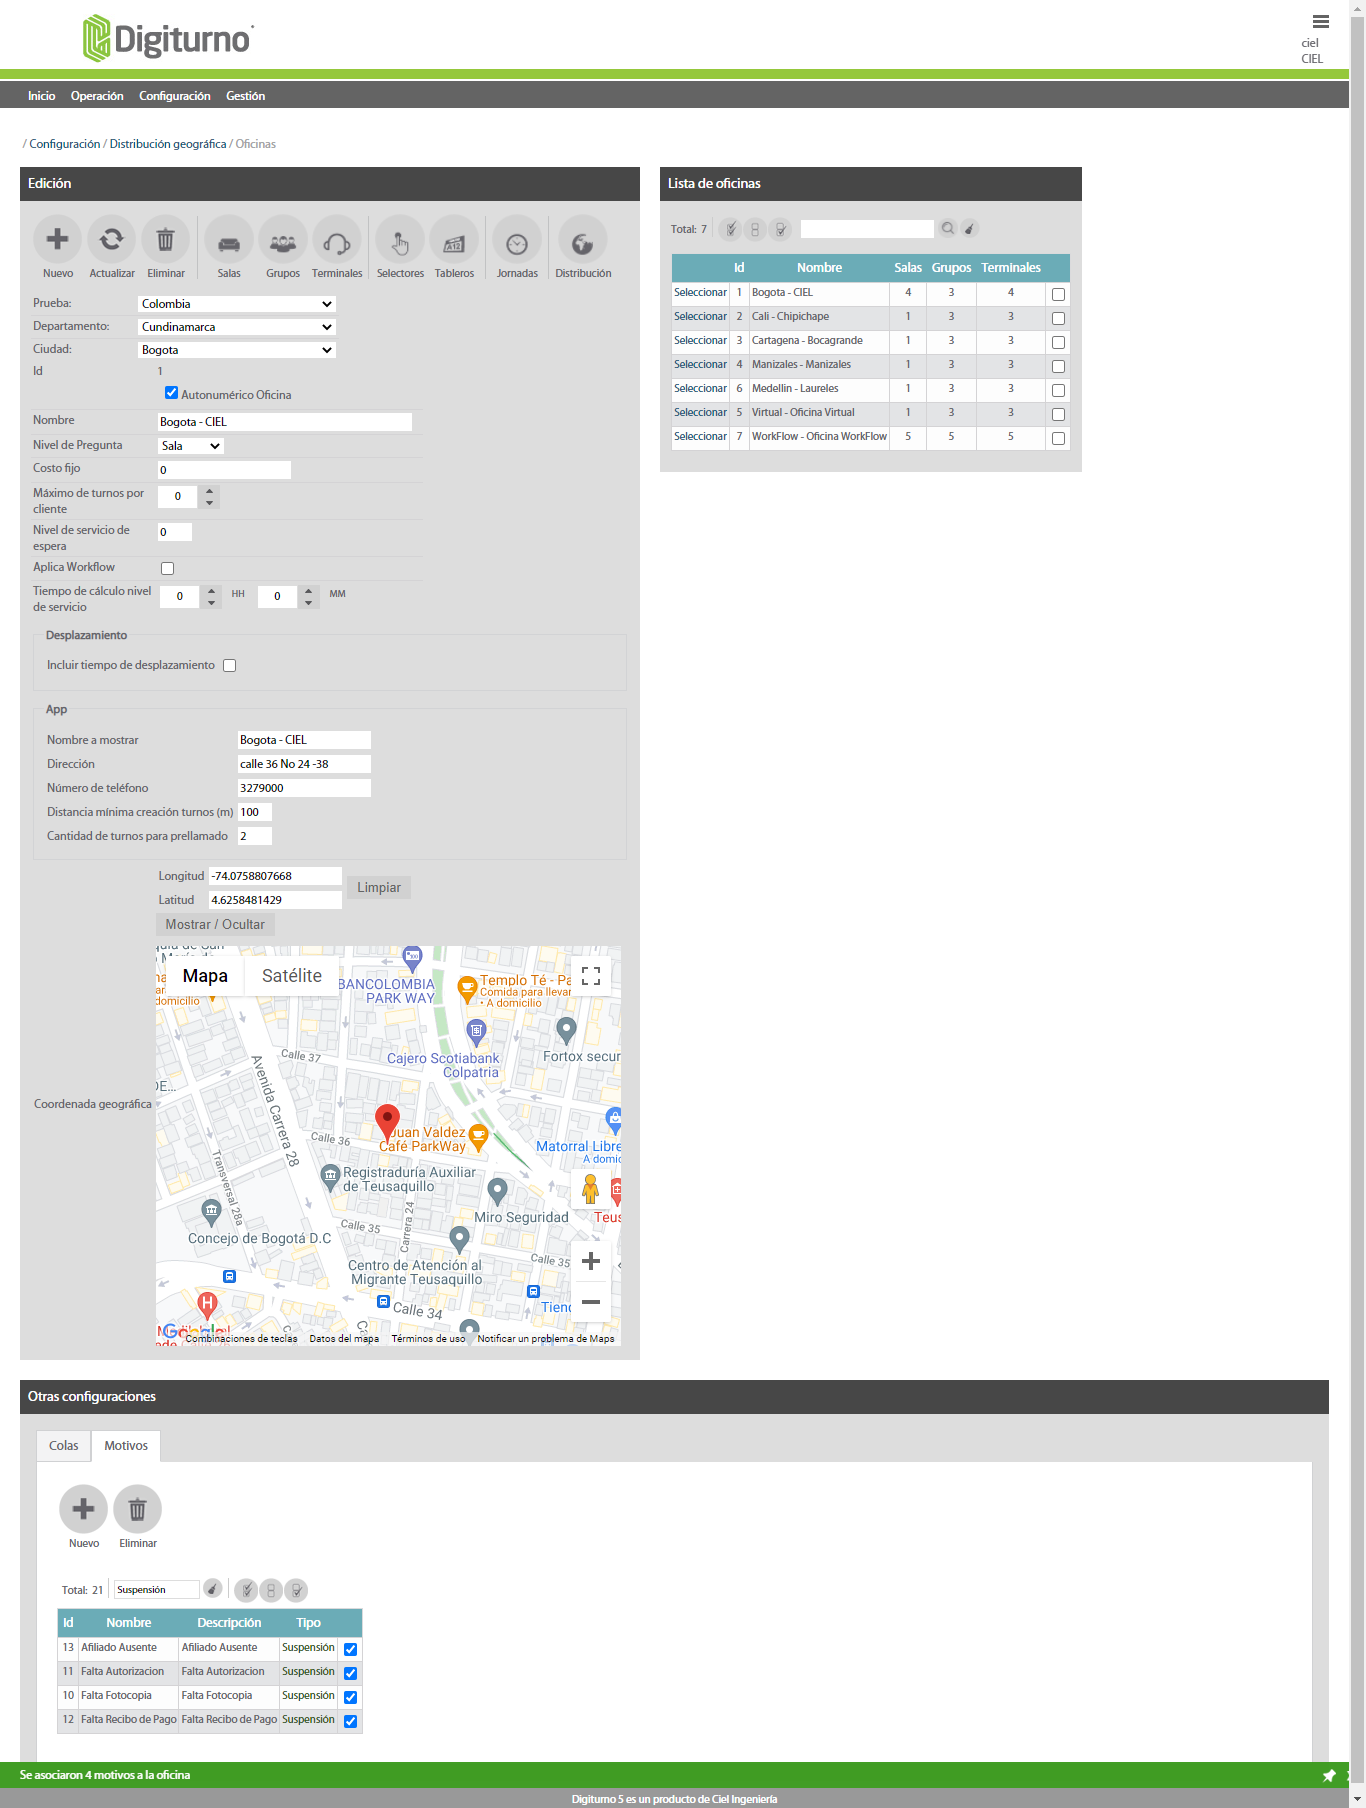 Digiturno
ciel
CIEL
Inicio Operación Configuración Gestión
/ Configuración / Distribución geográfica / Oficinas
Edición
Nuevo Actualizar Eliminar Salas Grupos Terminales Selectores Tableros Jornadas Distribución
Prueba: Colombia
Departamento: Cundinamarca
Ciudad: Bogota
Id 1
Autonumérico Oficina
Nombre Bogota - CIEL
Nivel de Pregunta Sala
Costo fijo 0
Máximo de turnos por cliente 0
Nivel de servicio de espera 0
Aplica Workflow
Tiempo de cálculo nivel de servicio 0 HH 0 MM
Desplazamiento
Incluir tiempo de desplazamiento
App
Nombre a mostrar Bogota - CIEL
Dirección calle 36 No 24 -38
Número de teléfono 3279000
Distancia mínima creación turnos (m) 100
Cantidad de turnos para prellamado 2
Longitud -74.0758807668
Latitud 4.6258481429
Limpiar
Mostrar / Ocultar
Coordenada geográfica
Mapa Satélite
BANCOLOMBIA
PARK WAY
Templo Té - Pa
Comida para llevar
• A domicilio
domicilio
Cajero Scotiabank
Colpatria
Fortox secur
Calle 37
Avenida Carrera 28
DE...
Calle 36
Juan Valdez
Café ParkWay
Matorral Libre
A domic
Registraduría Auxiliar
de Teusaquillo
Transversal 28a
Miro Seguridad
Teus
Concejo de Bogotá D.C
Calle 35
Carrera 24
Calle 35
Centro de Atención al
Migrante Teusaquillo
Calle 34
Tiend
Google
Combinaciones de teclas Datos del mapa Términos de uso Notificar un problema de Maps
Lista de oficinas
Total: 7
Id Nombre Salas Grupos Terminales
Seleccionar 1 Bogota - CIEL 4 3 4
Seleccionar 2 Cali - Chipichape 1 3 3
Seleccionar 3 Cartagena - Bocagrande 1 3 3
Seleccionar 4 Manizales - Manizales 1 3 3
Seleccionar 6 Medellin - Laureles 1 3 3
Seleccionar 5 Virtual - Oficina Virtual 1 3 3
Seleccionar 7 WorkFlow - Oficina WorkFlow 5 5 5
Otras configuraciones
Colas Motivos
Nuevo Eliminar
Total: 21 Suspensión
Id Nombre Descripción Tipo
13 Afiliado Ausente Afiliado Ausente Suspensión
11 Falta Autorizacion Falta Autorizacion Suspensión
10 Falta Fotocopia Falta Fotocopia Suspensión
12 Falta Recibo de Pago Falta Recibo de Pago Suspensión
Se asociaron 4 motivos a la oficina
Digiturno 5 es un producto de Ciel Ingeniería